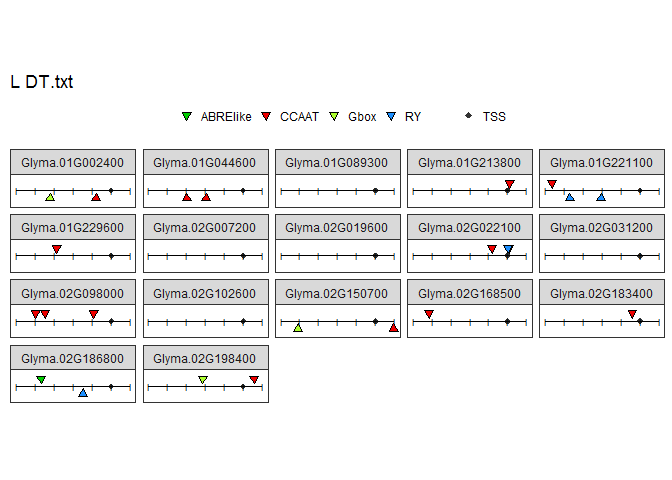 L DT.txt
ABRElike CCAAT Gbox RY TSS
Glyma.01G002400 Glyma.01G044600 Glyma.01G089300 Glyma.01G213800 Glyma.01G221100
Glyma.01G229600 Glyma.02G007200 Glyma.02G019600 Glyma.02G022100 Glyma.02G031200
Glyma.02G098000 Glyma.02G102600 Glyma.02G150700 Glyma.02G168500 Glyma.02G183400
Glyma.02G186800 Glyma.02G198400